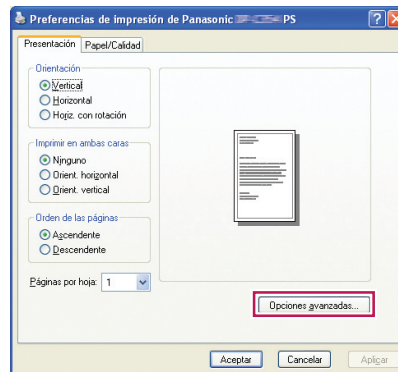 Preferencias de impresión de Panasonic PS
Presentación Papel/Calidad
Orientación
Vertical
Horizontal
Horiz. con rotación
Imprimir en ambas caras
Ninguno
Orient. horizontal
Orient. vertical
Orden de las páginas
Ascendente
Descendente
Páginas por hoja: 1
Opciones avanzadas...
Aceptar Cancelar Aplicar